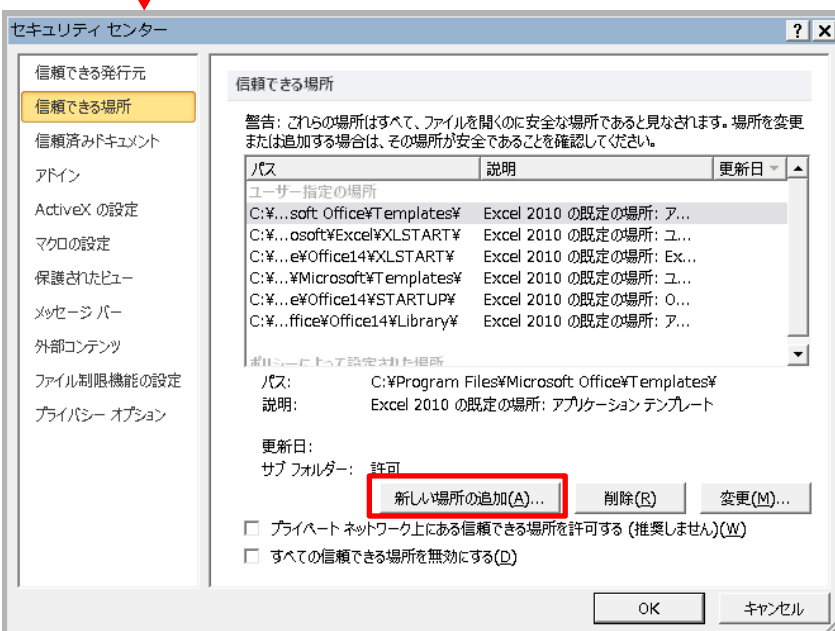 セキュリティ センター
信頼できる発行元
信頼できる場所
信頼済みドキュメント
アドイン
ActiveX の設定
マクロの設定
保護されたビュー
メッセージ バー
外部コンテンツ
ファイル制限機能の設定
プライバシー オプション
信頼できる場所
警告: これらの場所はすべて、ファイルを開くのに安全な場所であると見なされます。場所を変更
または追加する場合は、その場所が安全であることを確認してください。
パス 説明 更新日
ユーザー指定の場所
C:¥...soft Office¥Templates¥ Excel 2010 の既定の場所: ア...
C:¥...osoft¥Excel¥XLSTART¥ Excel 2010 の既定の場所: ユ...
C:¥...e¥Office14¥XLSTART¥ Excel 2010 の既定の場所: Ex...
C:¥...¥Microsoft¥Templates¥ Excel 2010 の既定の場所: ユ...
C:¥...e¥Office14¥STARTUP¥ Excel 2010 の既定の場所: O...
C:¥...ffice¥Office14¥Library¥ Excel 2010 の既定の場所: ア...
ポリシーによって設定された場所
パス: C:¥Program Files¥Microsoft Office¥Templates¥
説明: Excel 2010 の既定の場所: アプリケーション テンプレート
更新日:
サブ フォルダー: 許可
新しい場所の追加(A)... 削除(R) 変更(M)...
プライベート ネットワーク上にある信頼できる場所を許可する (推奨しません)(W)
すべての信頼できる場所を無効にする(D)
OK キャンセル